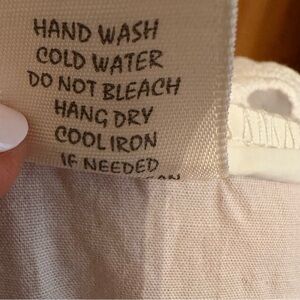 HAND WASH
COLD WATER
DO NOT BLEACH
HANG DRY
COOL IRON
IF NEEDED